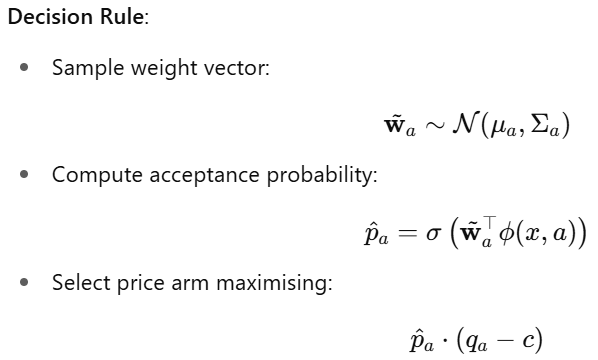 Decision Rule:
• Sample weight vector:
w̃ₐ ∼ 𝒩(μₐ, Σₐ)
• Compute acceptance probability:
p̂ₐ = σ (w̃ₐ⊤ϕ(x, a))
• Select price arm maximising:
p̂ₐ · (qₐ − c)